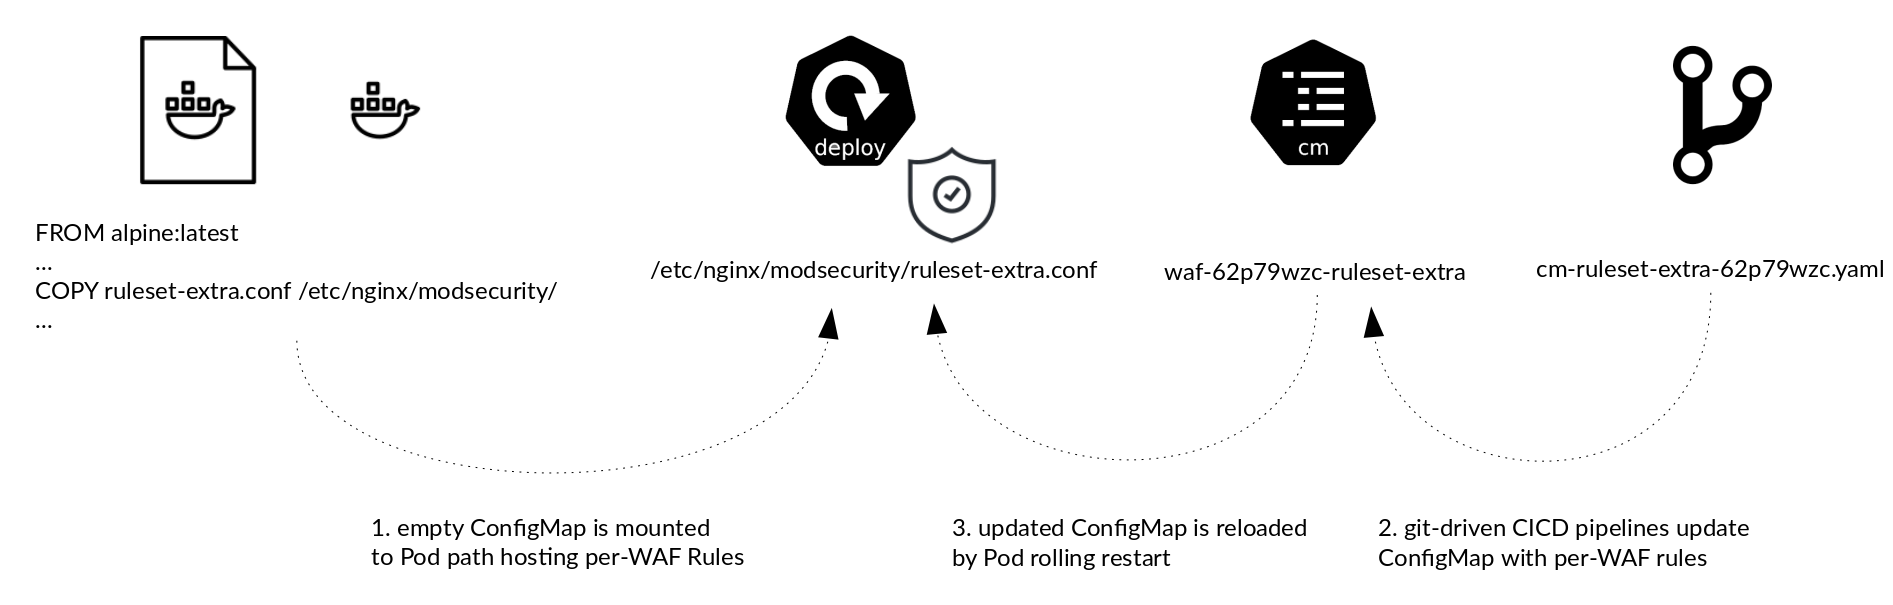 deploy
cm
FROM alpine:latest
...
COPY ruleset-extra.conf /etc/nginx/modsecurity/
...
/etc/nginx/modsecurity/ruleset-extra.conf
waf-62p79wzc-ruleset-extra
cm-ruleset-extra-62p79wzc.yaml
1. empty ConfigMap is mounted
to Pod path hosting per-WAF Rules
3. updated ConfigMap is reloaded
by Pod rolling restart
2. git-driven CICD pipelines update
ConfigMap with per-WAF rules